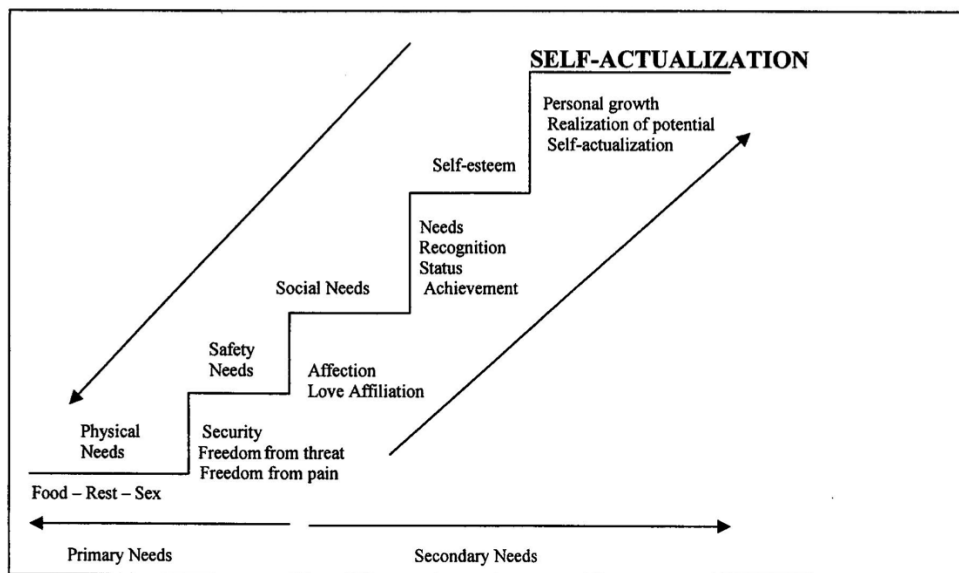 SELF-ACTUALIZATION
Personal growth
Realization of potential
Self-actualization
Self-esteem
Needs
Recognition
Status
Achievement
Social Needs
Safety
Needs
Affection
Love Affiliation
Physical
Needs
Security
Freedom from threat
Freedom from pain
Food – Rest – Sex
Primary Needs
Secondary Needs